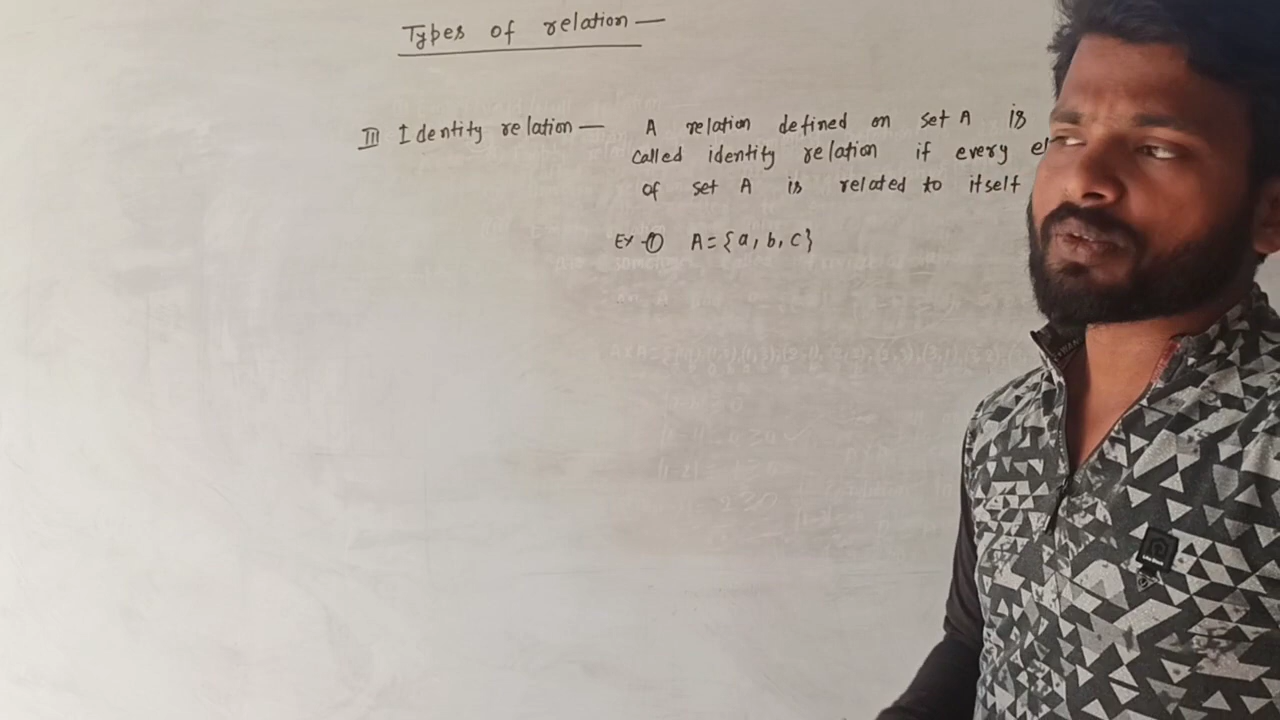 Types of relation —
III Identity relation — A relation defined on set A is
called identity relation if every
of set A is related to itself
Ex ① A = {a, b, c}